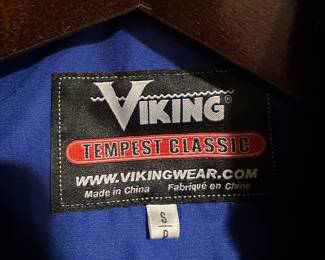 VIKING®
TEMPEST CLASSIC
WWW.VIKINGWEAR.COM
Made in China Fabriqué en Chine
S
P